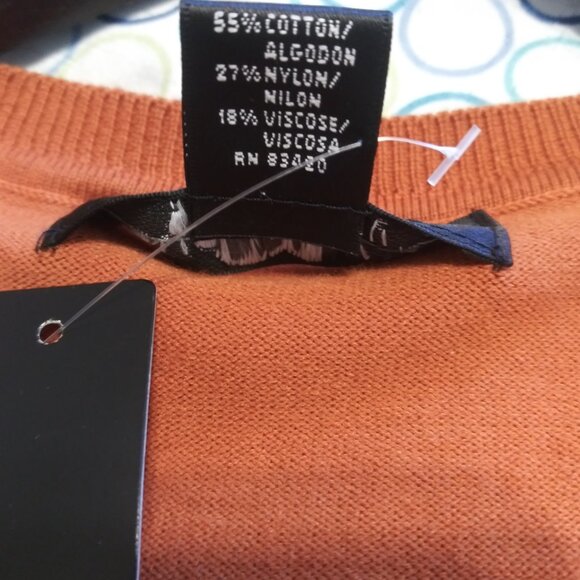 55% COTTON/
ALGODON
27% NYLON/
NILON
18% VISCOSE/
VISCOSA
RN 83420